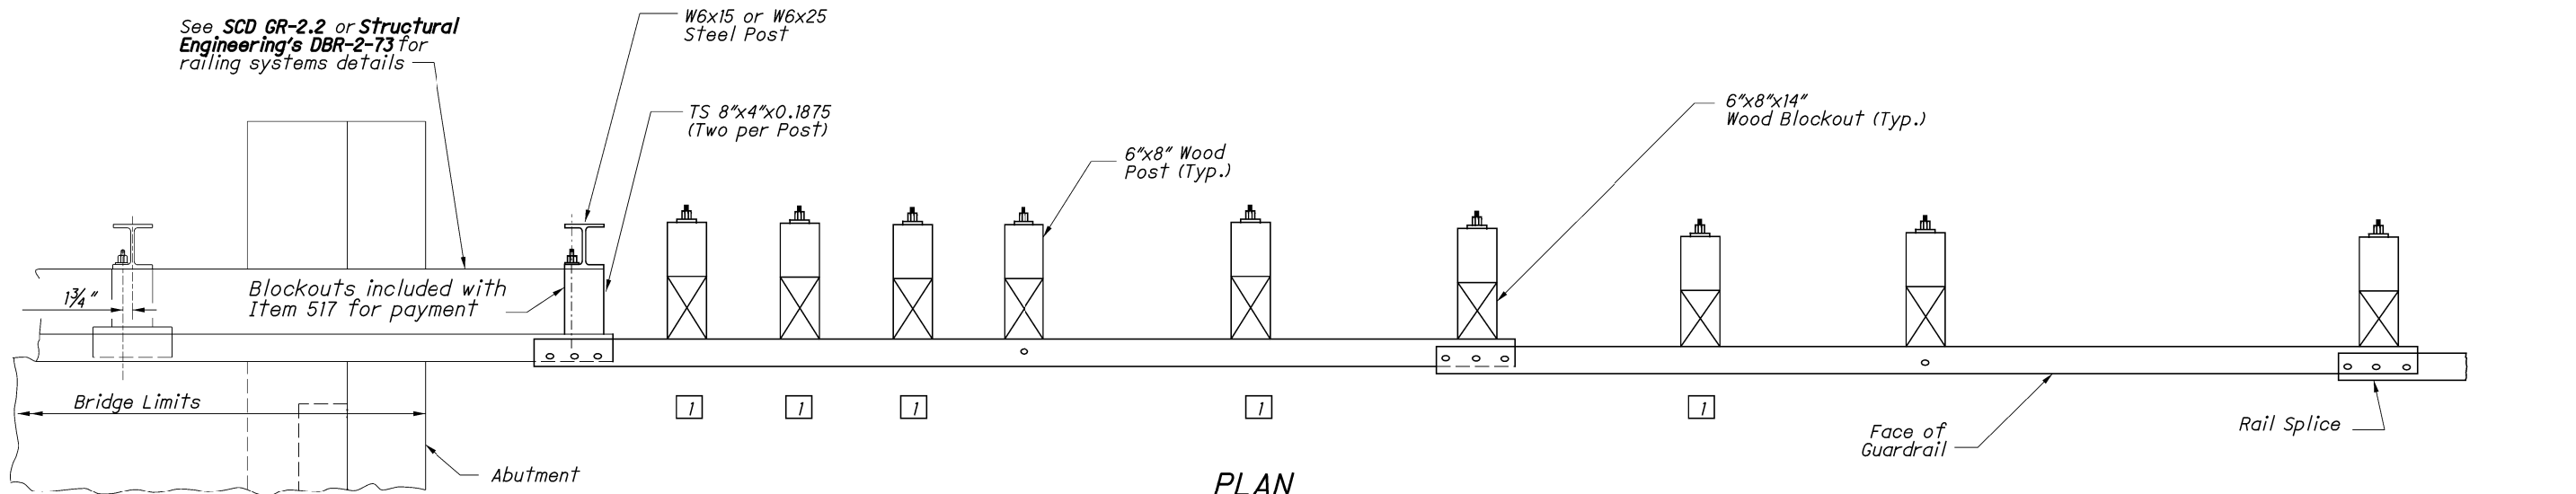 See SCD GR-2.2 or Structural
Engineering's DBR-2-73 for
railing systems details
W6x15 or W6x25
Steel Post
TS 8"x4"x0.1875
(Two per Post)
6"x8" Wood
Post (Typ.)
6"x8"x14"
Wood Blockout (Typ.)
1¾"
Blockouts included with
Item 517 for payment
Bridge Limits
1
1
1
1
1
Face of
Guardrail
Rail Splice
Abutment
PLAN